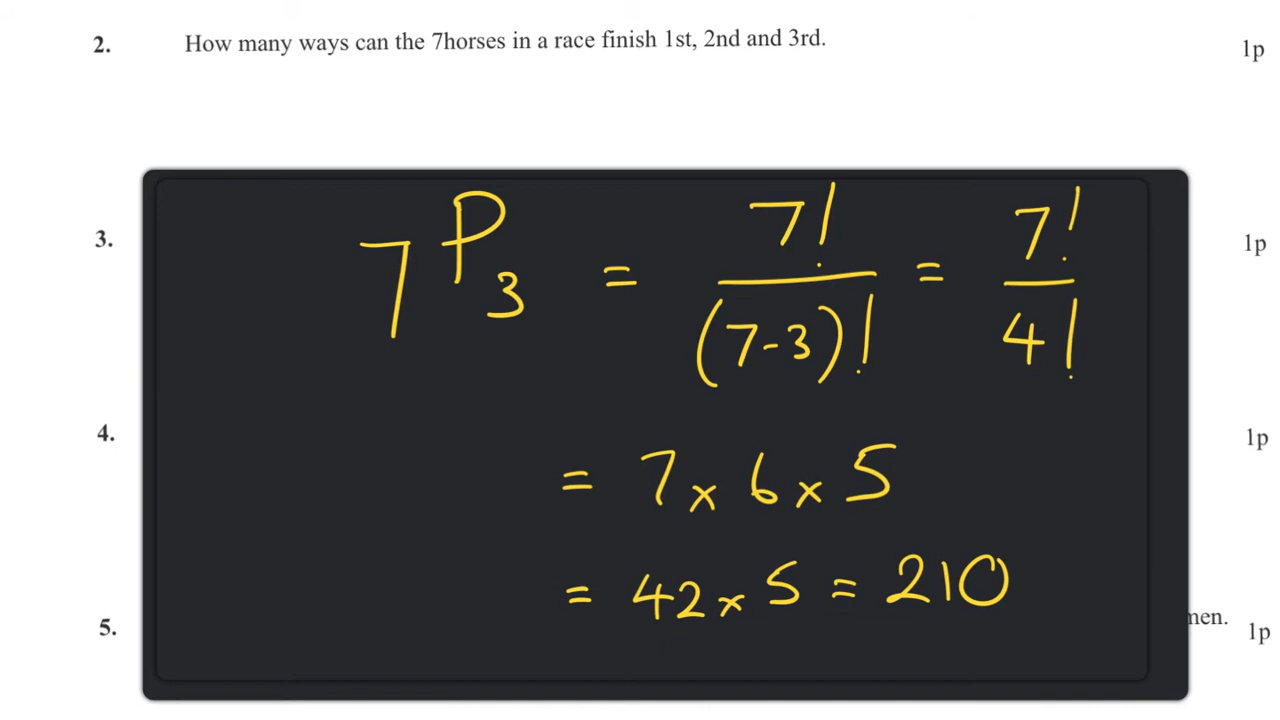 2. How many ways can the 7horses in a race finish 1st, 2nd and 3rd. 1p
3. 1p
7P3 = 7!/(7-3)! = 7!/4!
4. 1p
= 7 x 6 x 5
= 42 x 5 = 210
5. men. 1p